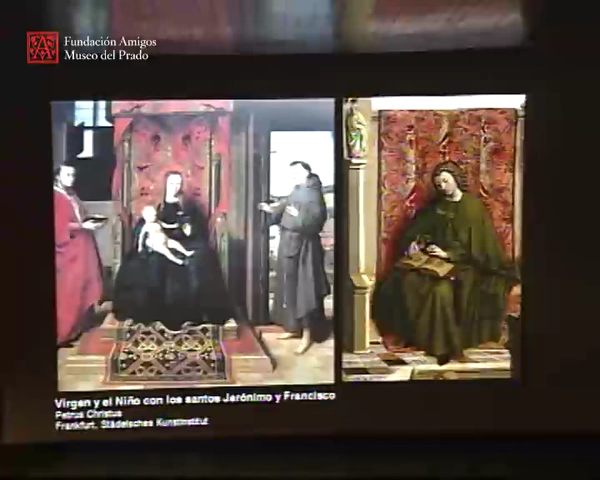 Fundación Amigos
Museo del Prado
Virgen y el Niño con los santos Jerónimo y Francisco
Petrus Christus
Frankfurt, Städelsches Kunstinstitut